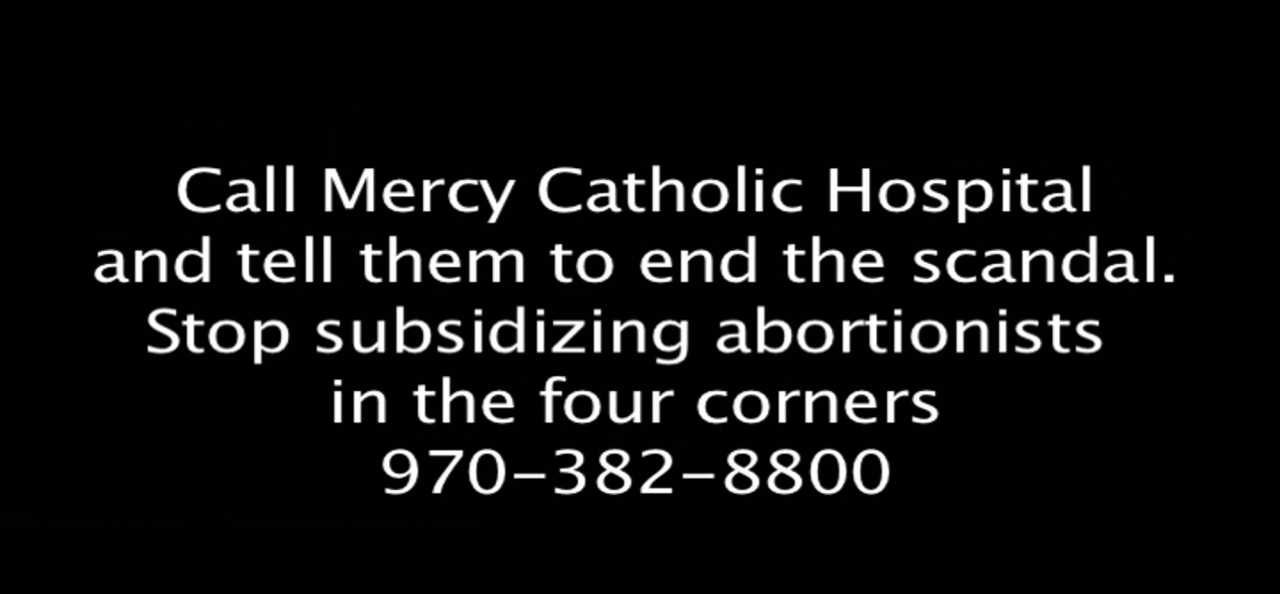 Call Mercy Catholic Hospital
and tell them to end the scandal.
Stop subsidizing abortionists
in the four corners
970-382-8800